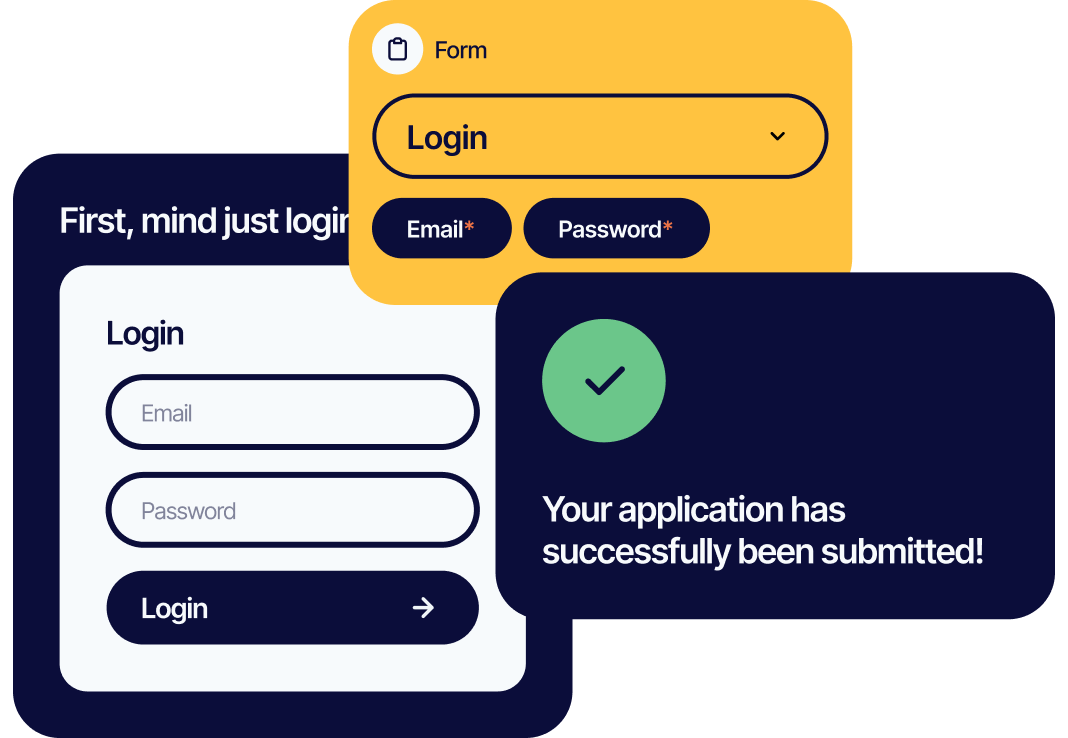 Form
Login
Email*
Password*
First, mind just login
Login
Email
Password
Login
Your application has
successfully been submitted!